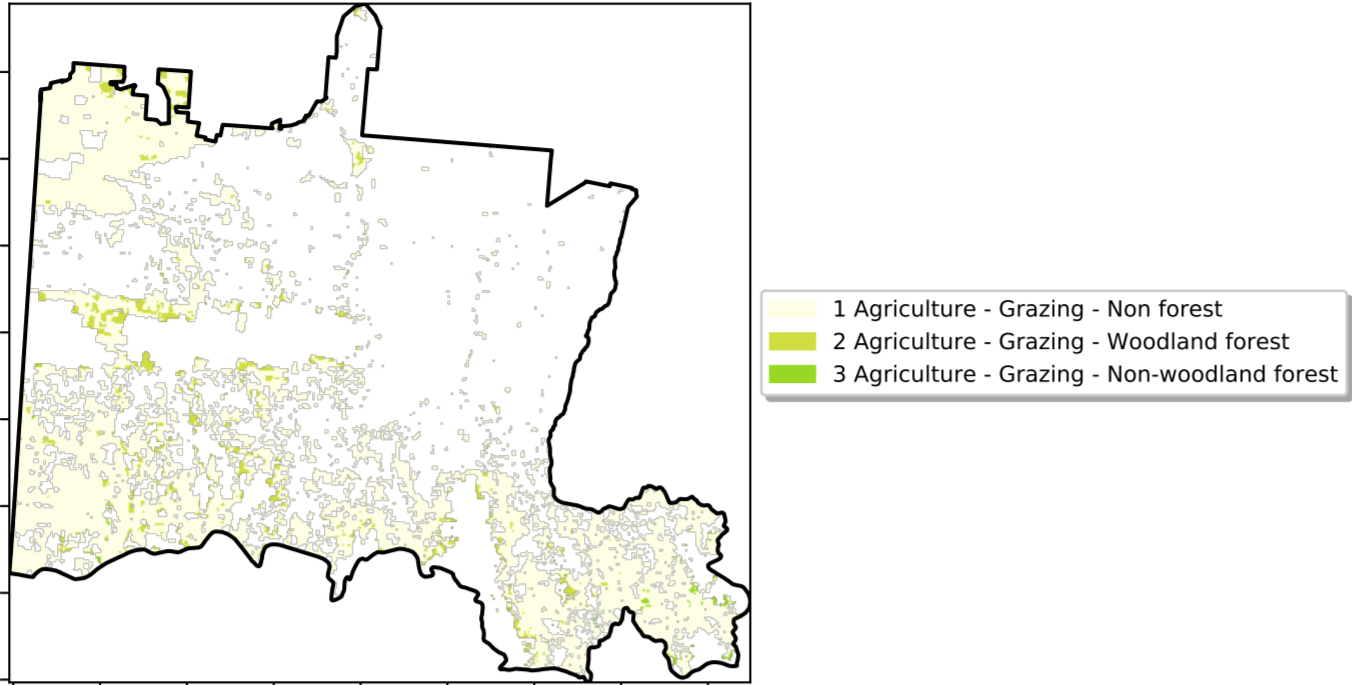 1 Agriculture - Grazing - Non forest
2 Agriculture - Grazing - Woodland forest
3 Agriculture - Grazing - Non-woodland forest